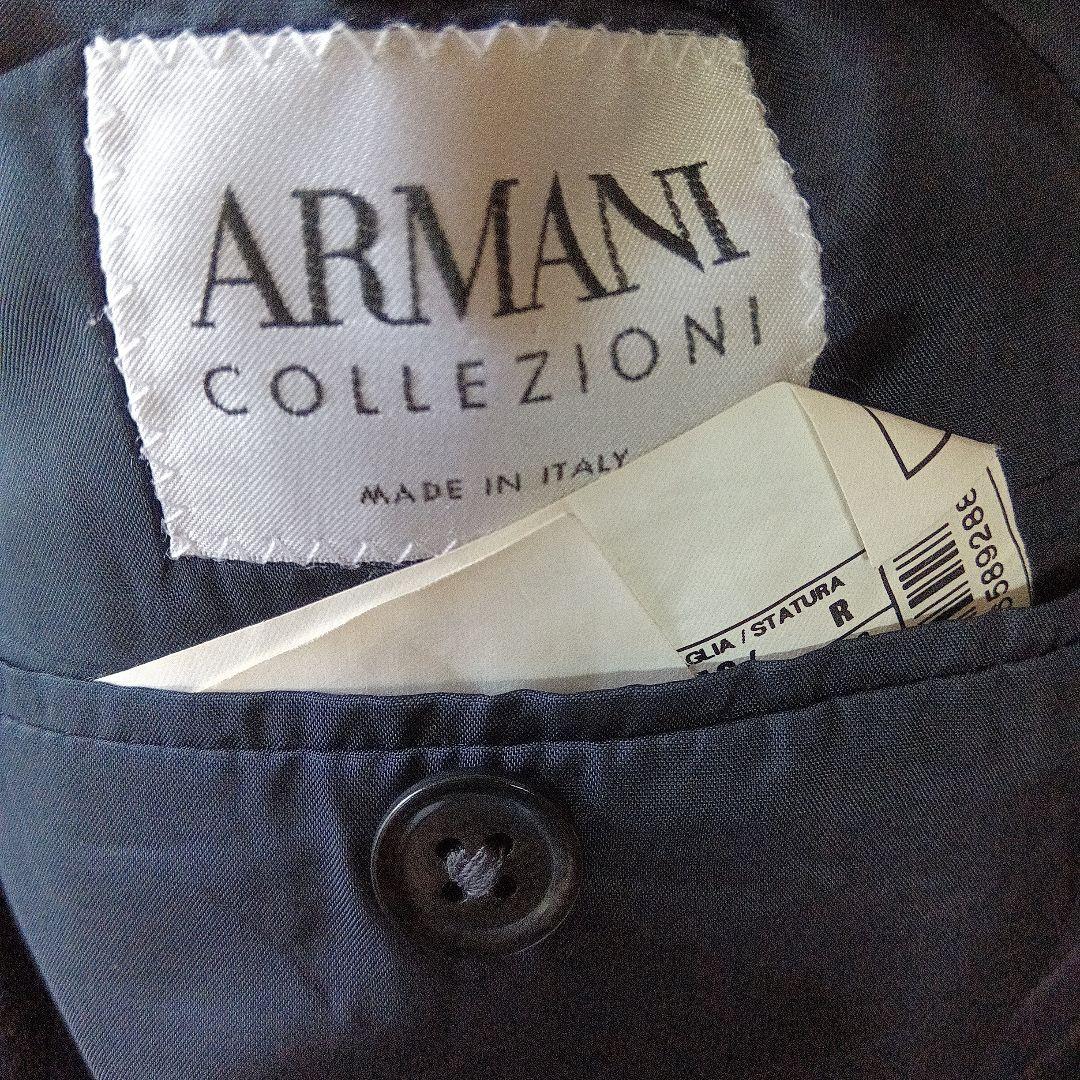 ARMANI
COLLEZIONI
MADE IN ITALY
GLIA / STATURA
R